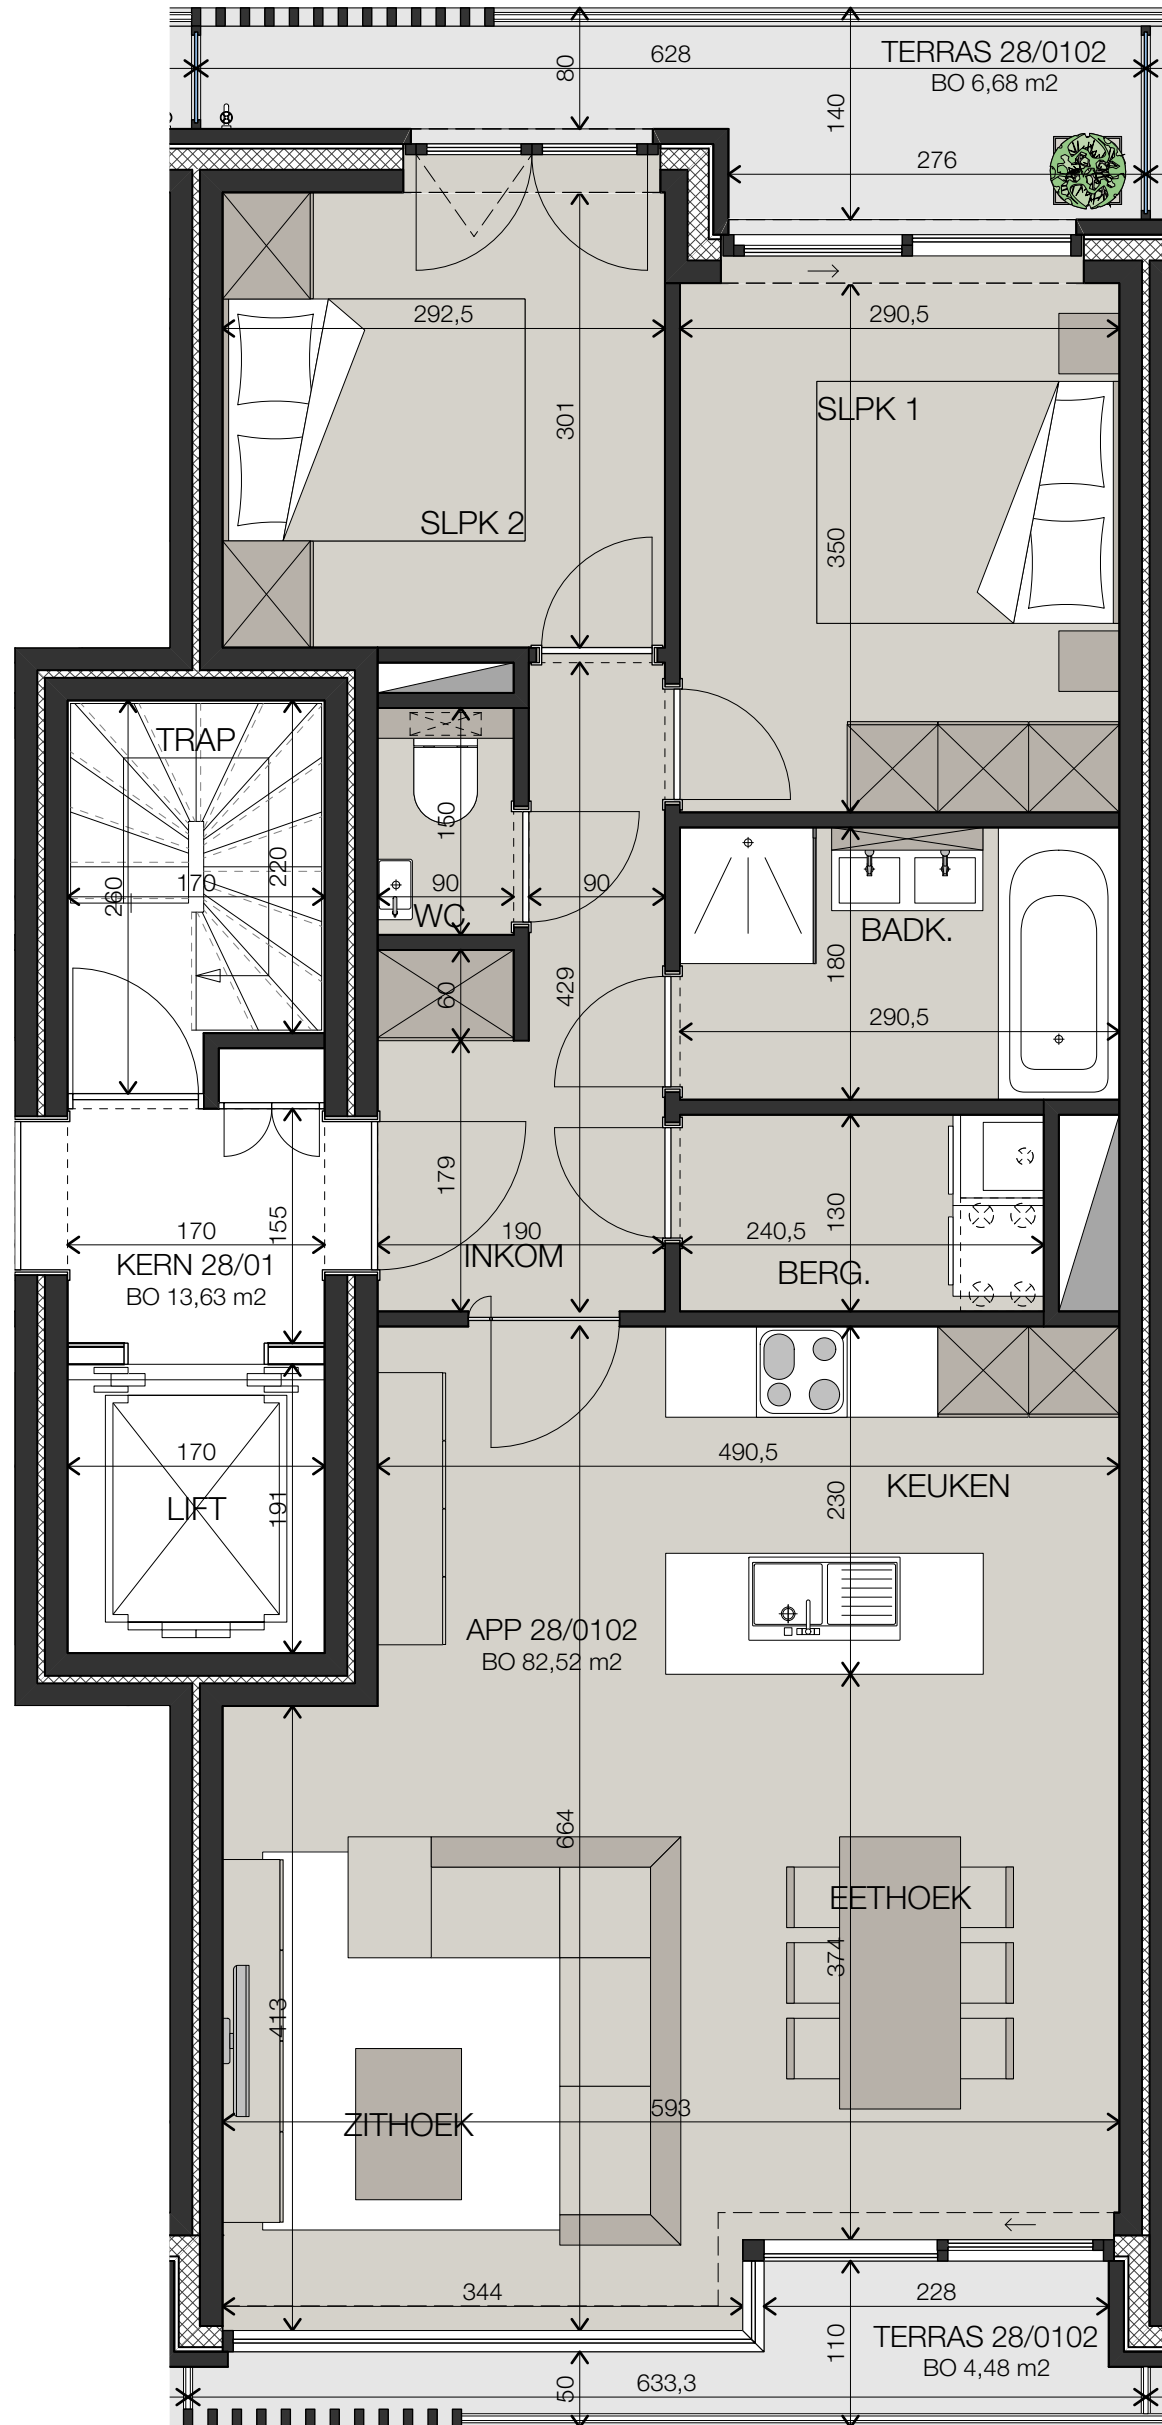 628
TERRAS 28/0102
BO 6,68 m2
80
140
276
292,5
290,5
301
SLPK 1
350
SLPK 2
TRAP
150
220
170
260
90
90
WC
BADK.
180
60
429
290,5
179
155
130
170
190
240,5
INKOM
KERN 28/01
BO 13,63 m2
BERG.
170
490,5
KEUKEN
230
191
LIFT
APP 28/0102
BO 82,52 m2
664
EETHOEK
374
413
593
ZITHOEK
344
228
110
TERRAS 28/0102
BO 4,48 m2
50
633,3